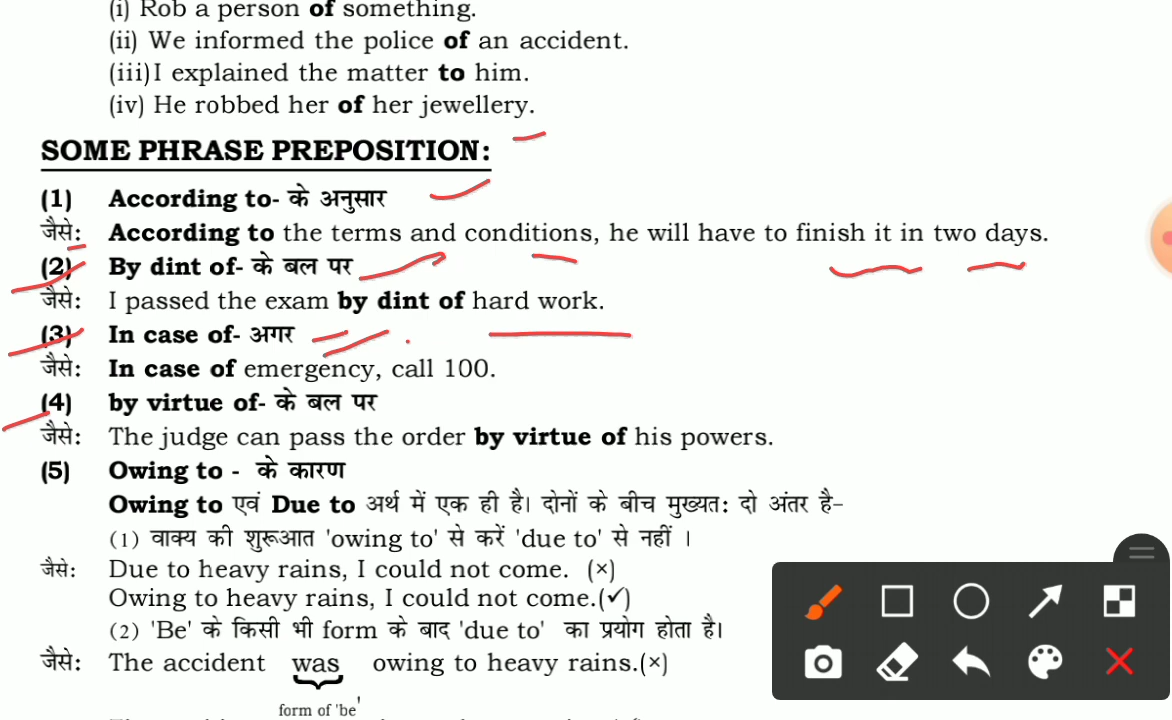 (i) Rob a person of something.
(ii) We informed the police of an accident.
(iii) I explained the matter to him.
(iv) He robbed her of her jewellery.
SOME PHRASE PREPOSITION:
(1) According to- के अनुसार
जैसे: According to the terms and conditions, he will have to finish it in two days.
(2) By dint of- के बल पर
जैसे: I passed the exam by dint of hard work.
(3) In case of- अगर
जैसे: In case of emergency, call 100.
(4) by virtue of- के बल पर
जैसे: The judge can pass the order by virtue of his powers.
(5) Owing to - के कारण
Owing to एवं Due to अर्थ में एक ही है। दोनों के बीच मुख्यत: दो अंतर है-
(1) वाक्य की शुरूआत 'owing to' से करें 'due to' से नहीं ।
जैसे: Due to heavy rains, I could not come. (×)
Owing to heavy rains, I could not come.(✓)
(2) 'Be' के किसी भी form के बाद 'due to' का प्रयोग होता है।
जैसे: The accident was owing to heavy rains.(×)
form of 'be'